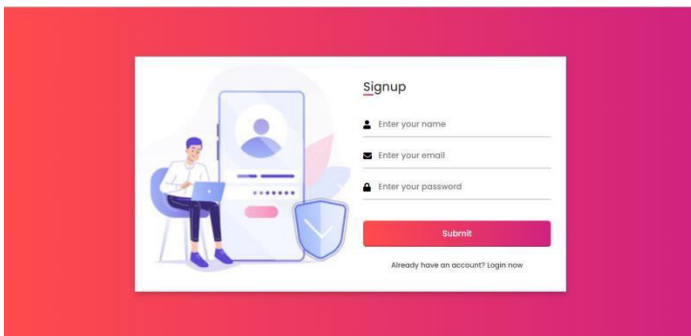 Signup
Enter your name
Enter your email
Enter your password
Submit
Already have an account? Login now